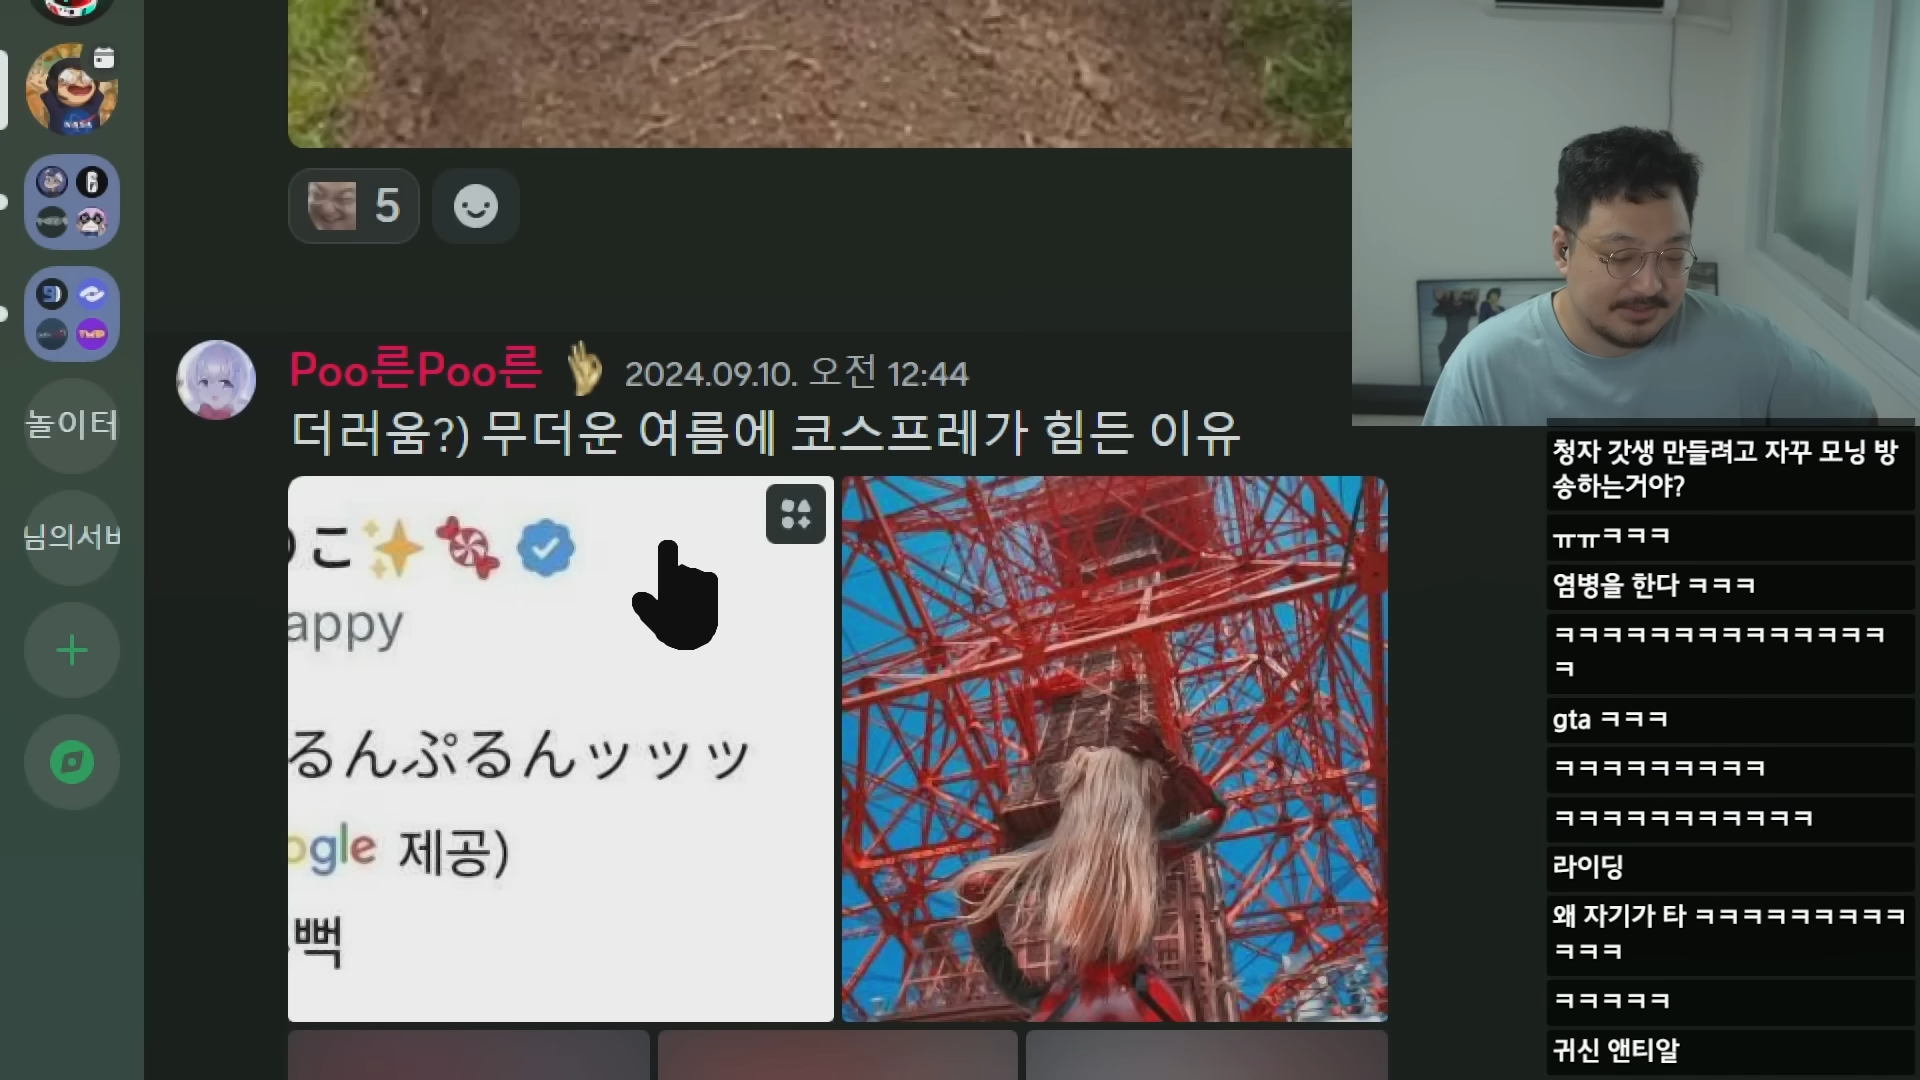 NASA
5
놀이터
님의서버
Poo른Poo른 👌 2024.09.10. 오전 12:44
더러움?) 무더운 여름에 코스프레가 힘든 이유
のこ✨🍬
appy
るんぷるんッッッ
ogle 제공)
뻑
청자 갓생 만들려고 자꾸 모닝 방
송하는거야?
ㅠㅠㅋㅋㅋ
염병을 한다 ㅋㅋㅋ
ㅋㅋㅋㅋㅋㅋㅋㅋㅋㅋㅋㅋㅋㅋ
ㅋ
gta ㅋㅋㅋ
ㅋㅋㅋㅋㅋㅋㅋㅋㅋ
ㅋㅋㅋㅋㅋㅋㅋㅋㅋㅋㅋ
라이딩
왜 자기가 타 ㅋㅋㅋㅋㅋㅋㅋㅋㅋ
ㅋㅋㅋ
ㅋㅋㅋㅋㅋ
귀신 앤티알